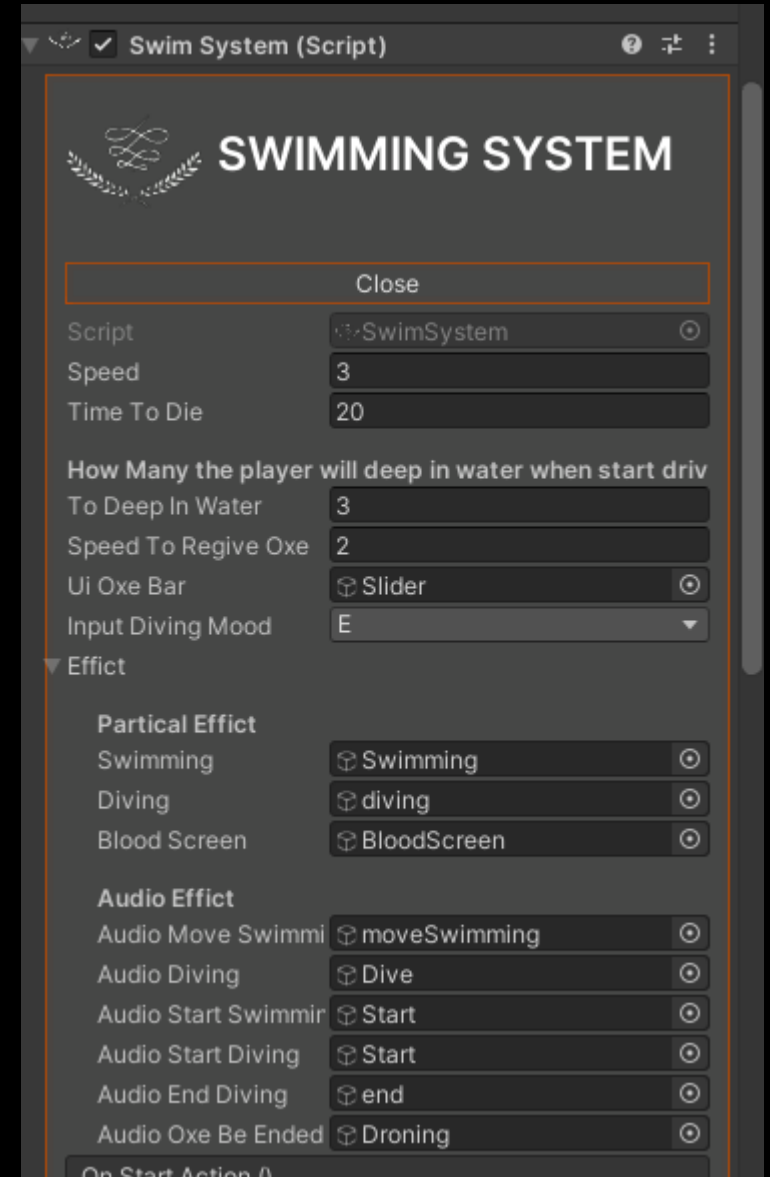 Swim System (Script)
SWIMMING SYSTEM
Close
Script SwimSystem
Speed 3
Time To Die 20
How Many the player will deep in water when start driv
To Deep In Water 3
Speed To Regive Oxe 2
Ui Oxe Bar Slider
Input Diving Mood E
Effict
Partical Effict
Swimming Swimming
Diving diving
Blood Screen BloodScreen
Audio Effict
Audio Move Swimmi moveSwimming
Audio Diving Dive
Audio Start Swimmin Start
Audio Start Diving Start
Audio End Diving end
Audio Oxe Be Ended Droning
On Start Action ()